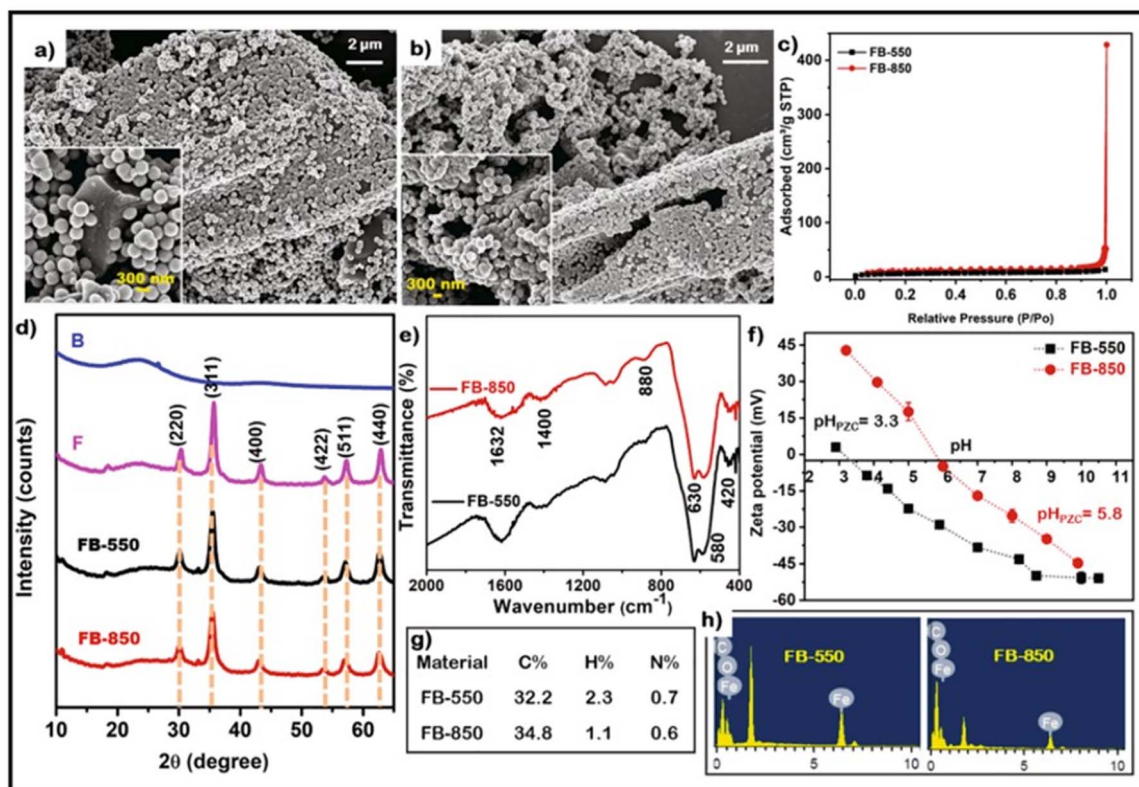 a)
2 µm
300 nm
b)
2 µm
300 nm
c)
FB-550
FB-850
400
300
200
100
0
0.0 0.2 0.4 0.6 0.8 1.0
Adsorbed (cm³/g STP)
Relative Pressure (P/Po)
d)
B
F
(220)
(311)
(400)
(422)
(511)
(440)
FB-550
FB-850
Intensity (counts)
10 20 30 40 50 60
2θ (degree)
e)
FB-850
1632
1400
880
FB-550
630
580
420
Transmittance (%)
2000 1600 1200 800 400
Wavenumber (cm⁻¹)
f)
FB-550
FB-850
45
30
15
0
-15
-30
-45
-60
Zeta potential (mV)
pHPZC = 3.3
pH
2 3 4 5 6 7 8 9 10 11
pHPZC= 5.8
g)
Material C% H% N%
FB-550 32.2 2.3 0.7
FB-850 34.8 1.1 0.6
h)
C
O
Fe
FB-550
Fe
0 5 10
C
O
Fe
FB-850
Fe
0 5 10